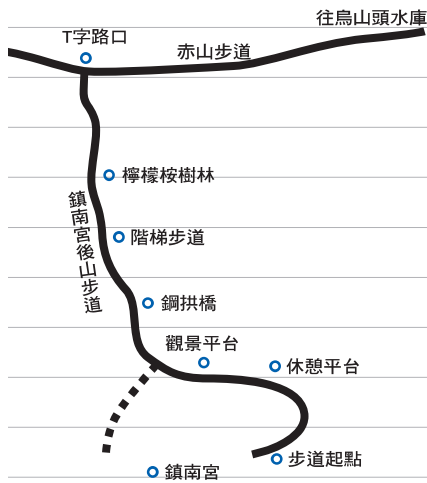 往烏山頭水庫
T字路口
赤山步道
檸檬桉樹林
鎮南宮後山步道
階梯步道
鋼拱橋
觀景平台
休憩平台
步道起點
鎮南宮